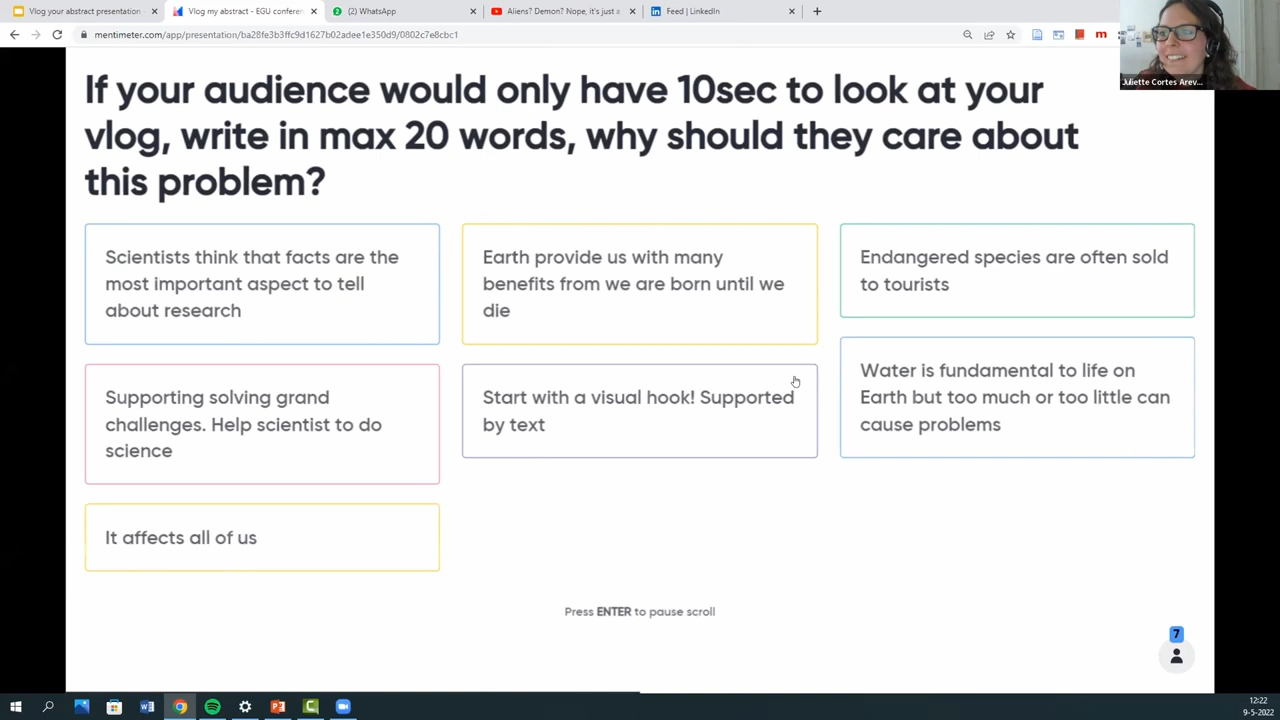 Vlog your abstract presentation -
Vlog my abstract - EGU conferen
(2) WhatsApp
Aliens? Demon? Nope, it's just a
Feed | LinkedIn
mentimeter.com/app/presentation/ba28fe3b3ffc9d1627b02adee1e350d9/0802c7e8cbc1
Juliette Cortes Arev...
If your audience would only have 10sec to look at your
vlog, write in max 20 words, why should they care about
this problem?
Scientists think that facts are the
most important aspect to tell
about research
Earth provide us with many
benefits from we are born until we
die
Endangered species are often sold
to tourists
Supporting solving grand
challenges. Help scientist to do
science
Start with a visual hook! Supported
by text
Water is fundamental to life on
Earth but too much or too little can
cause problems
It affects all of us
Press ENTER to pause scroll
7
12:22
9-5-2022